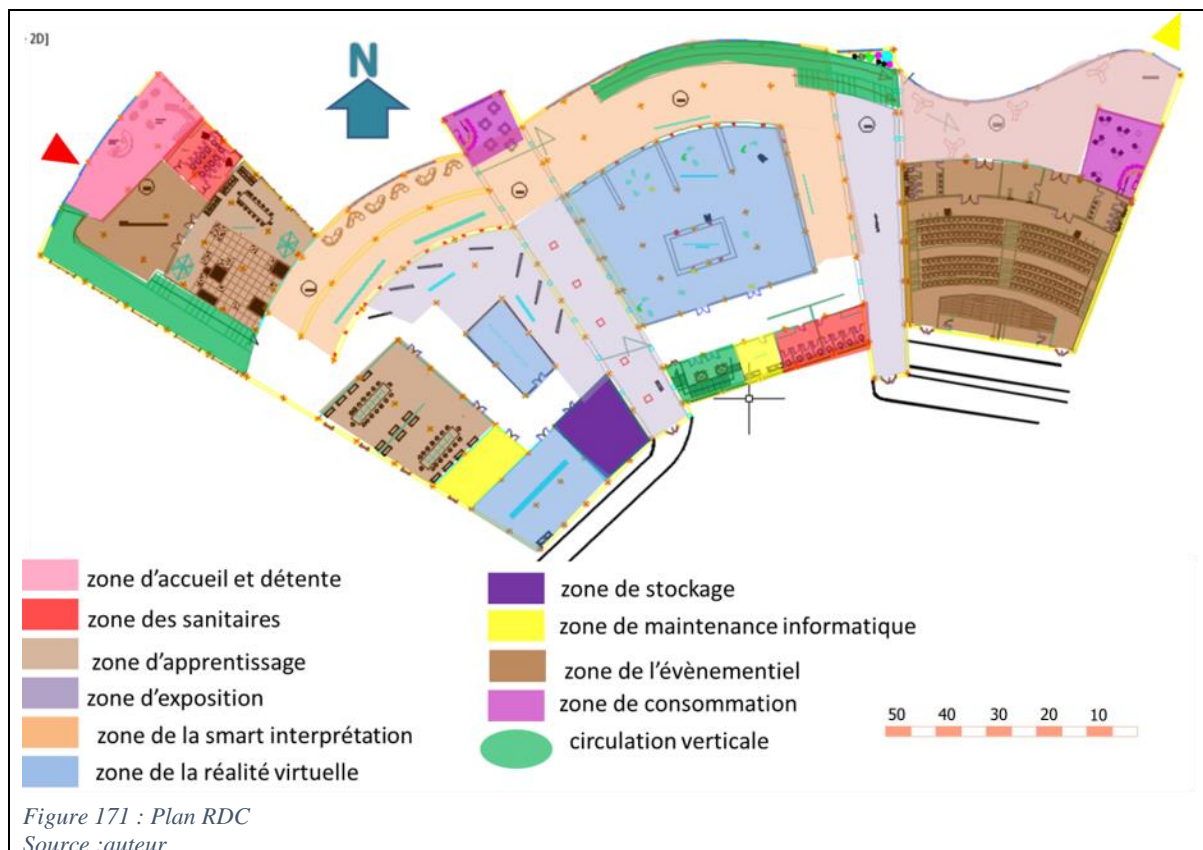 2D]
N
zone d'accueil et détente
zone des sanitaires
zone d'apprentissage
zone d'exposition
zone de la smart interprétation
zone de la réalité virtuelle
zone de stockage
zone de maintenance informatique
zone de l'évènementiel
zone de consommation
circulation verticale
50 40 30 20 10
Figure 171 : Plan RDC
Source :auteur